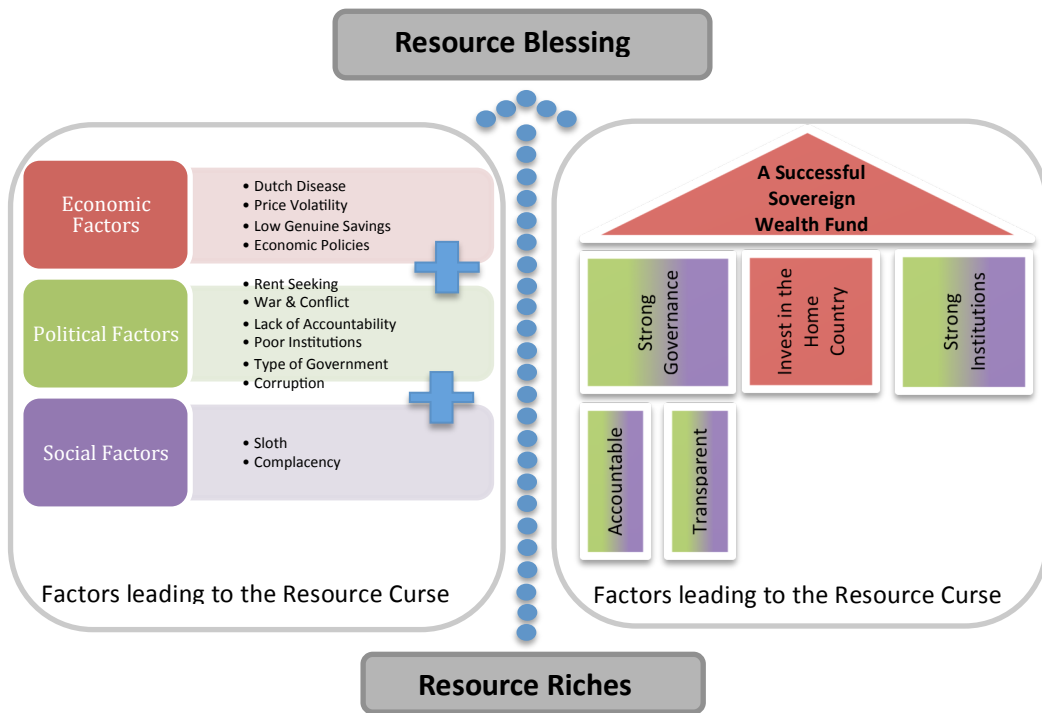 Resource Blessing
Economic
Factors
• Dutch Disease
• Price Volatility
• Low Genuine Savings
• Economic Policies
Political Factors
• Rent Seeking
• War & Conflict
• Lack of Accountability
• Poor Institutions
• Type of Government
• Corruption
Social Factors
• Sloth
• Complacency
Factors leading to the Resource Curse
A Successful
Sovereign
Wealth Fund
Strong
Governance
Invest in the
Home
Country
Strong
Institutions
Accountable
Transparent
Factors leading to the Resource Curse
Resource Riches